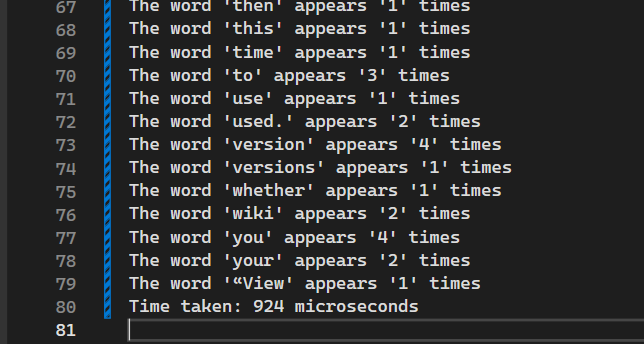 67 The word 'then' appears '1' times
68 The word 'this' appears '1' times
69 The word 'time' appears '1' times
70 The word 'to' appears '3' times
71 The word 'use' appears '1' times
72 The word 'used.' appears '2' times
73 The word 'version' appears '4' times
74 The word 'versions' appears '1' times
75 The word 'whether' appears '1' times
76 The word 'wiki' appears '2' times
77 The word 'you' appears '4' times
78 The word 'your' appears '2' times
79 The word '“View' appears '1' times
80 Time taken: 924 microseconds
81